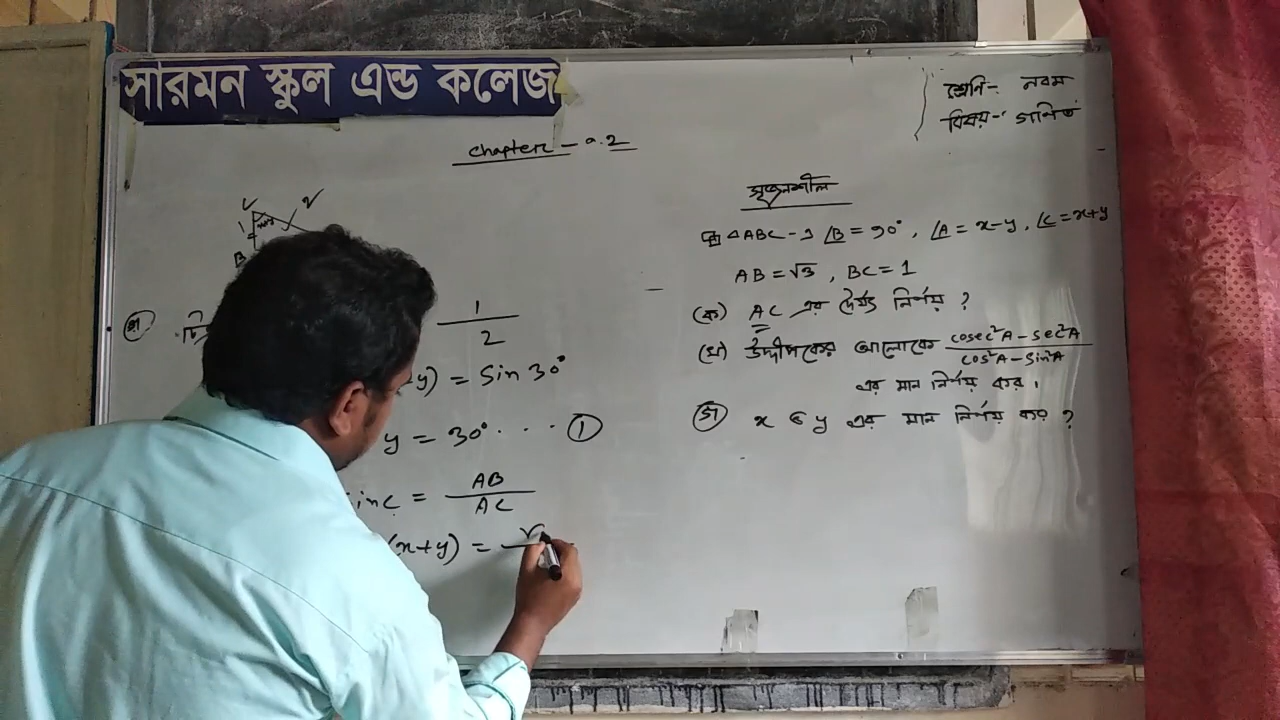 সারমন স্কুল এন্ড কলেজ
শ্রেণি- নবম
বিষয়-ঃ গণিত
Chapter - ৯.2
সৃজনশীল
△ABC-এ ∠B = 90°, ∠A = x-y, ∠C = x+y
AB = √3, BC = 1
(ক) AC এর দৈর্ঘ্য নির্ণয় ?
(খ) উদ্দীপকের আলোকে (cosec²A - sec²A)/(cos²A - sin²A)
এর মান নির্ণয় কর।
(গ) x ও y এর মান নির্ণয় কর ?
B
1/2
y) = Sin 30°
y = 30° ... (1)
inc = AB/AC
(x+y) = √